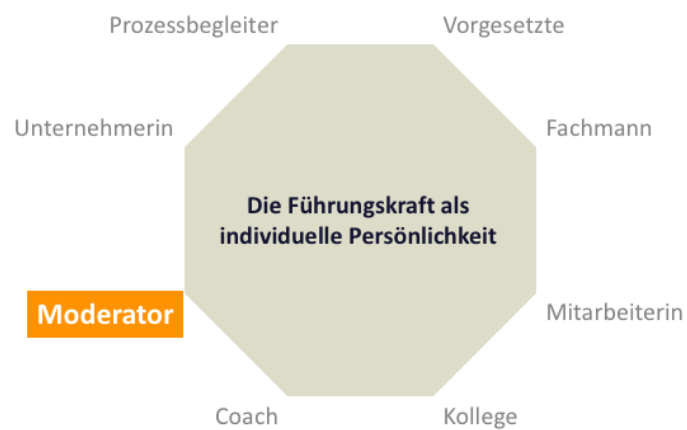 Prozessbegleiter
Vorgesetzte
Unternehmerin
Fachmann
Die Führungskraft als
individuelle Persönlichkeit
Moderator
Mitarbeiterin
Coach
Kollege